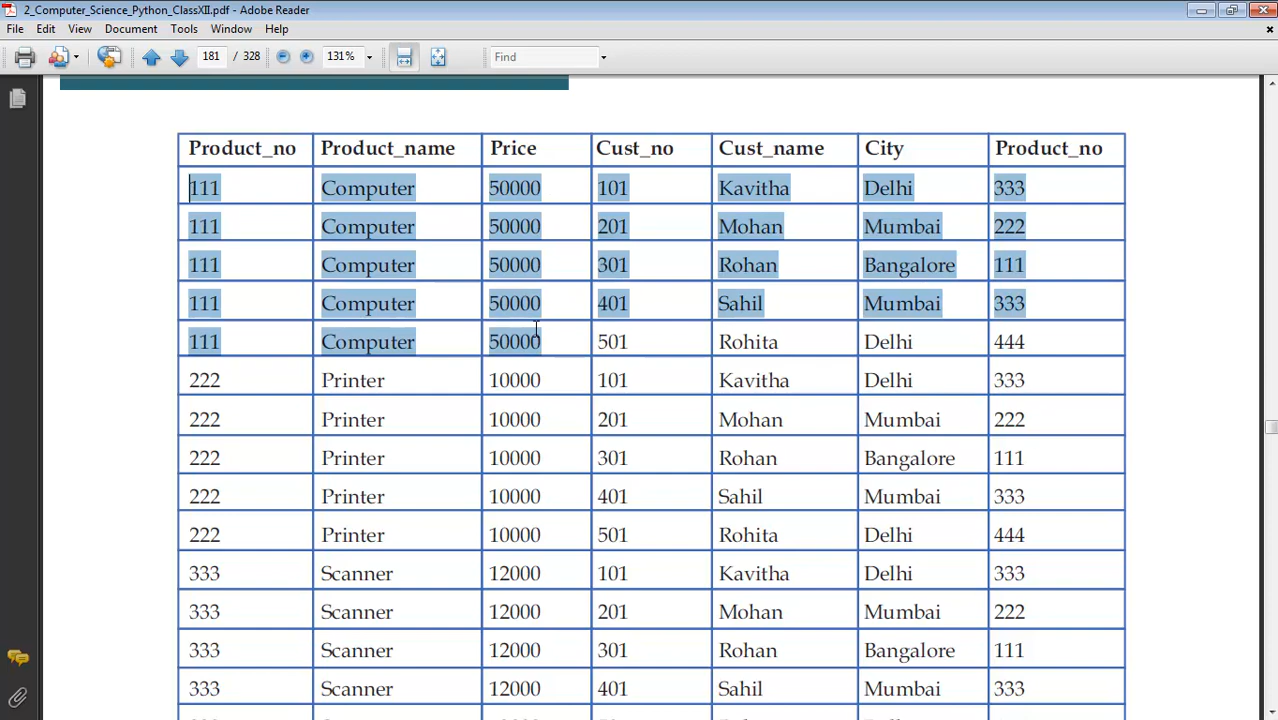 2_Computer_Science_Python_ClassXII.pdf - Adobe Reader
File Edit View Document Tools Window Help
181 / 328 131% Find
Product_no Product_name Price Cust_no Cust_name City Product_no
111 Computer 50000 101 Kavitha Delhi 333
111 Computer 50000 201 Mohan Mumbai 222
111 Computer 50000 301 Rohan Bangalore 111
111 Computer 50000 401 Sahil Mumbai 333
111 Computer 50000 501 Rohita Delhi 444
222 Printer 10000 101 Kavitha Delhi 333
222 Printer 10000 201 Mohan Mumbai 222
222 Printer 10000 301 Rohan Bangalore 111
222 Printer 10000 401 Sahil Mumbai 333
222 Printer 10000 501 Rohita Delhi 444
333 Scanner 12000 101 Kavitha Delhi 333
333 Scanner 12000 201 Mohan Mumbai 222
333 Scanner 12000 301 Rohan Bangalore 111
333 Scanner 12000 401 Sahil Mumbai 333